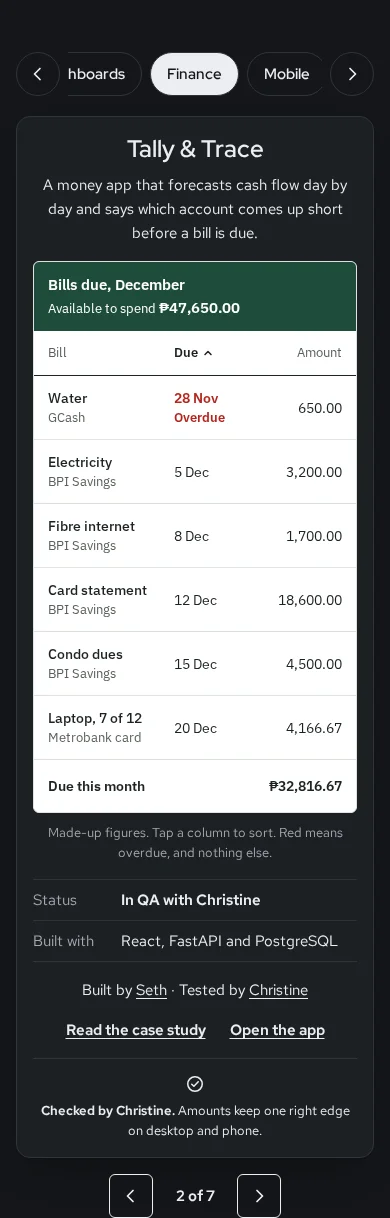 hboards Finance Mobile
Tally & Trace
A money app that forecasts cash flow day by
day and says which account comes up short
before a bill is due.
Bills due, December
Available to spend ₱47,650.00
Bill Due Amount
Water 28 Nov 650.00
GCash Overdue
Electricity 5 Dec 3,200.00
BPI Savings
Fibre internet 8 Dec 1,700.00
BPI Savings
Card statement 12 Dec 18,600.00
BPI Savings
Condo dues 15 Dec 4,500.00
BPI Savings
Laptop, 7 of 12 20 Dec 4,166.67
Metrobank card
Due this month ₱32,816.67
Made-up figures. Tap a column to sort. Red means
overdue, and nothing else.
Status In QA with Christine
Built with React, FastAPI and PostgreSQL
Built by Seth · Tested by Christine
Read the case study Open the app
Checked by Christine. Amounts keep one right edge
on desktop and phone.
2 of 7